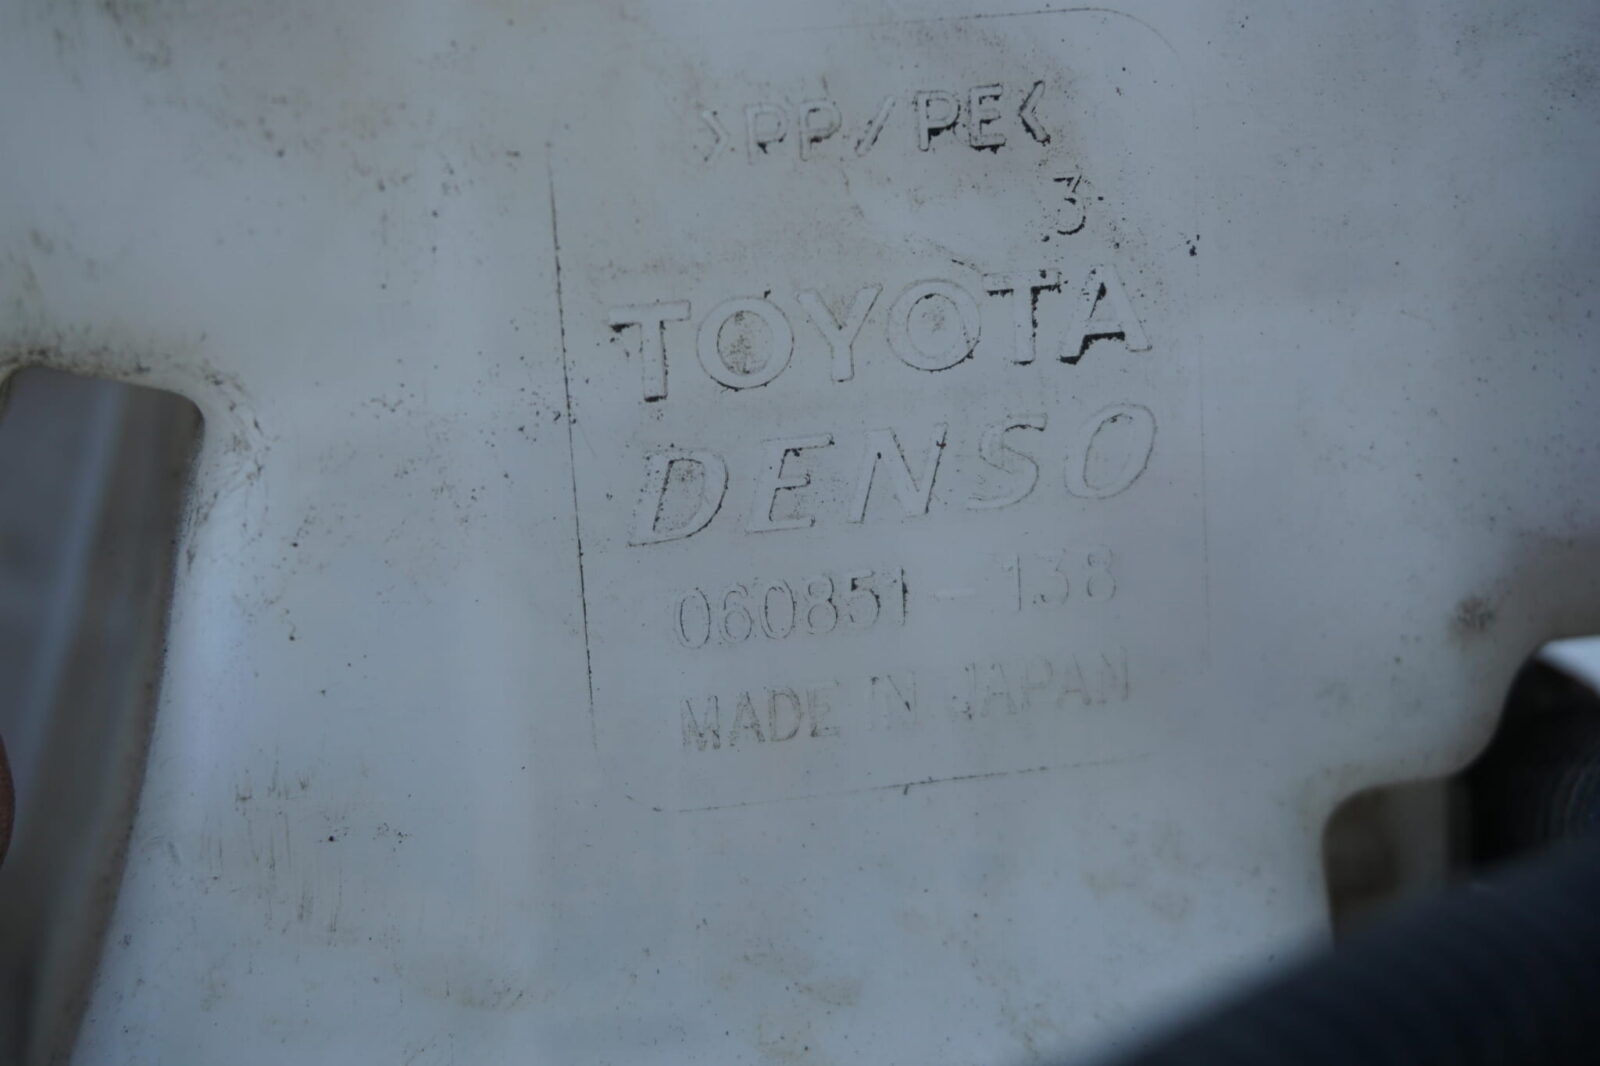 >PP/PE<
3
TOYOTA
DENSO
060851-138
MADE IN JAPAN